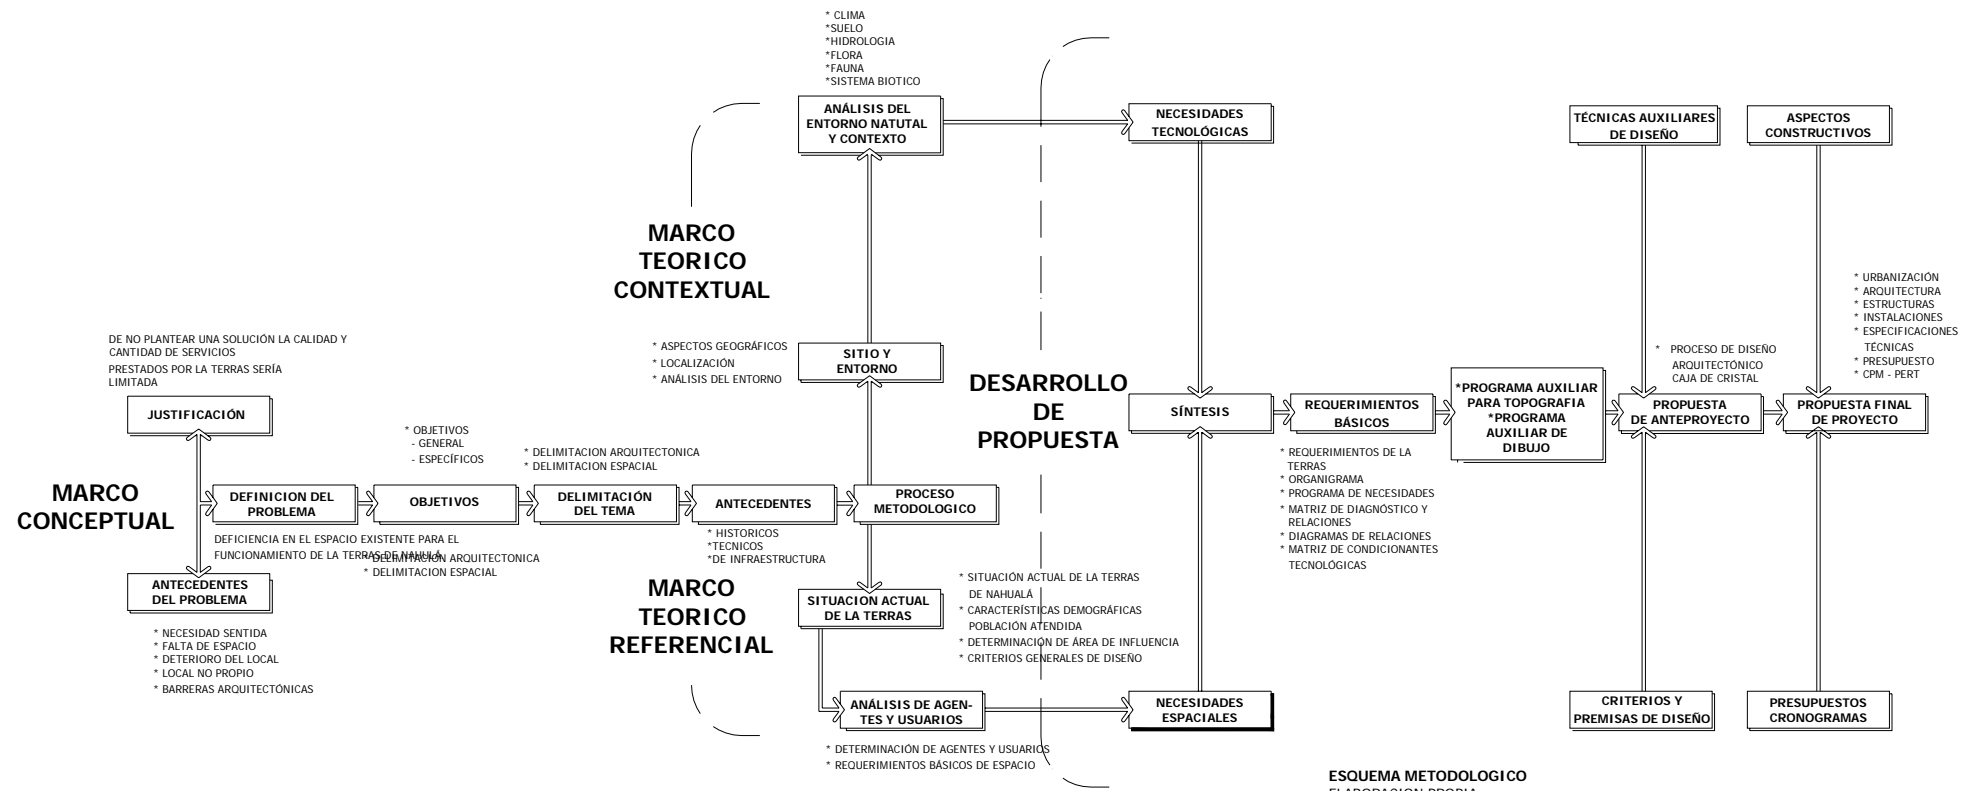 * CLIMA
*SUELO
*HIDROLOGIA
*FLORA
*FAUNA
*SISTEMA BIOTICO
ANÁLISIS DEL
ENTORNO NATUTAL
Y CONTEXTO
NECESIDADES
TECNOLÓGICAS
TÉCNICAS AUXILIARES
DE DISEÑO
ASPECTOS
CONSTRUCTIVOS
MARCO
TEORICO
CONTEXTUAL
* URBANIZACIÓN
* ARQUITECTURA
* ESTRUCTURAS
* INSTALACIONES
* ESPECIFICACIONES
TÉCNICAS
* PRESUPUESTO
* CPM - PERT
DE NO PLANTEAR UNA SOLUCIÓN LA CALIDAD Y
CANTIDAD DE SERVICIOS
PRESTADOS POR LA TERRAS SERÍA
LIMITADA
* ASPECTOS GEOGRÁFICOS
* LOCALIZACIÓN
* ANÁLISIS DEL ENTORNO
SITIO Y
ENTORNO
* PROCESO DE DISEÑO
ARQUITECTÓNICO
CAJA DE CRISTAL
DESARROLLO
DE
PROPUESTA
JUSTIFICACIÓN
SÍNTESIS
REQUERIMIENTOS
BÁSICOS
*PROGRAMA AUXILIAR
PARA TOPOGRAFIA
*PROGRAMA
AUXILIAR DE
DIBUJO
PROPUESTA
DE ANTEPROYECTO
PROPUESTA FINAL
DE PROYECTO
* OBJETIVOS
- GENERAL
- ESPECÍFICOS
* DELIMITACION ARQUITECTONICA
* DELIMITACION ESPACIAL
* REQUERIMIENTOS DE LA
TERRAS
* ORGANIGRAMA
* PROGRAMA DE NECESIDADES
* MATRIZ DE DIAGNÓSTICO Y
RELACIONES
* DIAGRAMAS DE RELACIONES
* MATRIZ DE CONDICIONANTES
TECNOLÓGICAS
MARCO
CONCEPTUAL
DEFINICION DEL
PROBLEMA
OBJETIVOS
DELIMITACIÓN
DEL TEMA
ANTECEDENTES
PROCESO
METODOLOGICO
DEFICIENCIA EN EL ESPACIO EXISTENTE PARA EL
FUNCIONAMIENTO DE LA TERRAS DE NAHULÁ
* DELIMITACION ARQUITECTONICA
* DELIMITACION ESPACIAL
* HISTORICOS
*TECNICOS
*DE INFRAESTRUCTURA
ANTECEDENTES
DEL PROBLEMA
MARCO
TEORICO
REFERENCIAL
SITUACION ACTUAL
DE LA TERRAS
* SITUACIÓN ACTUAL DE LA TERRAS
DE NAHUALÁ
* CARACTERÍSTICAS DEMOGRÁFICAS
POBLACIÓN ATENDIDA
* DETERMINACIÓN DE ÁREA DE INFLUENCIA
* CRITERIOS GENERALES DE DISEÑO
* NECESIDAD SENTIDA
* FALTA DE ESPACIO
* DETERIORO DEL LOCAL
* LOCAL NO PROPIO
* BARRERAS ARQUITECTÓNICAS
ANÁLISIS DE AGEN-
TES Y USUARIOS
NECESIDADES
ESPACIALES
CRITERIOS Y
PREMISAS DE DISEÑO
PRESUPUESTOS
CRONOGRAMAS
* DETERMINACIÓN DE AGENTES Y USUARIOS
* REQUERIMIENTOS BÁSICOS DE ESPACIO
ESQUEMA METODOLOGICO
ELABORACION PROPIA